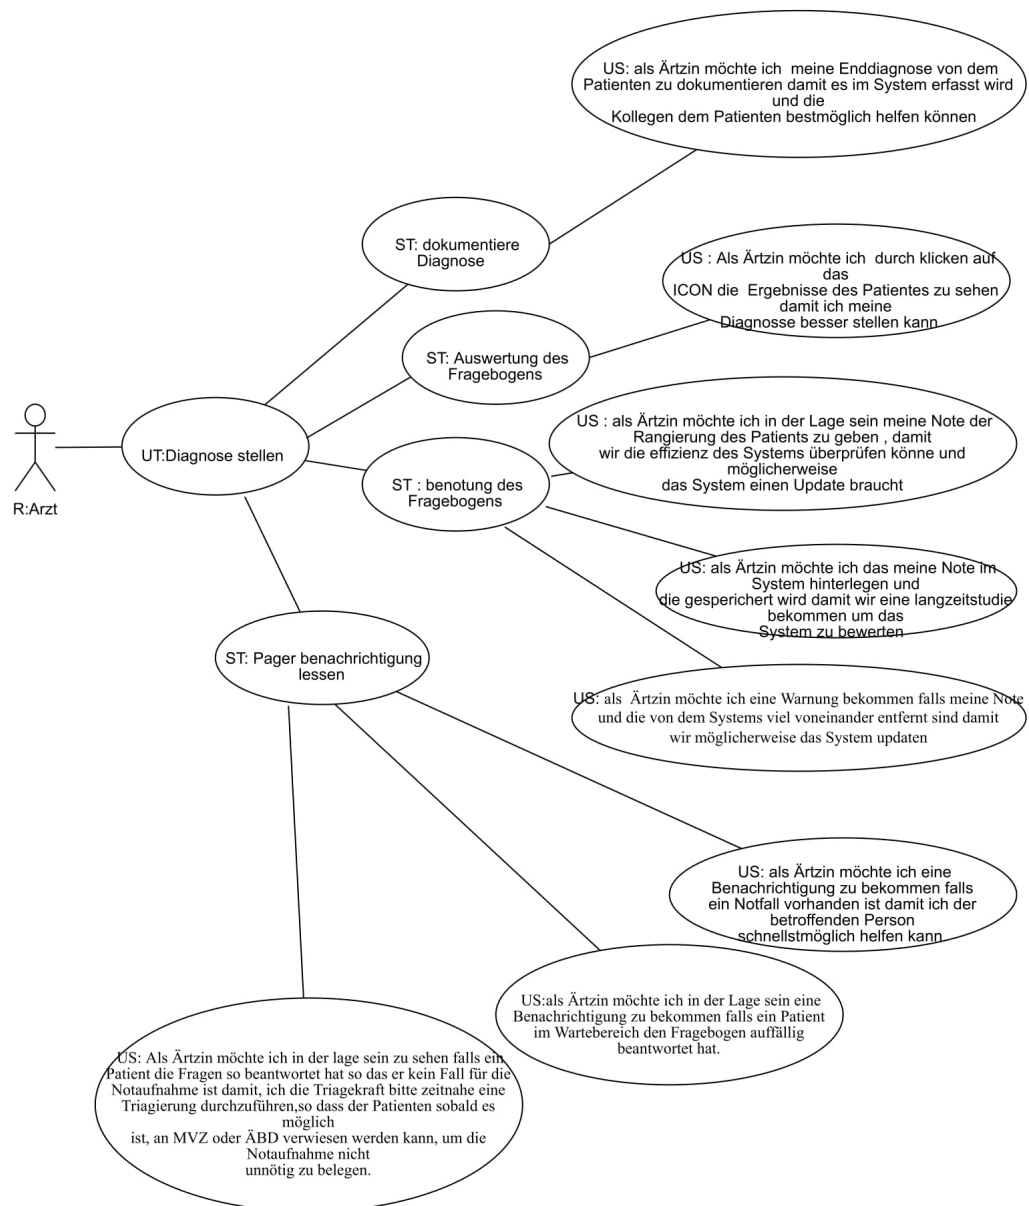 US: als Ärtzin möchte ich  meine Enddiagnose von dem
Patienten zu dokumentieren damit es im System erfasst wird
und die
Kollegen dem Patienten bestmöglich helfen können
ST: dokumentiere
Diagnose
US : Als Ärtzin möchte ich  durch klicken auf
das
ICON die  Ergebnisse des Patientes zu sehen
damit ich meine
Diagnosse besser stellen kann
ST: Auswertung des
Fragebogens
US : als Ärtzin möchte ich in der Lage sein meine Note der
Rangierung des Patients zu geben , damit
wir die effizienz des Systems überprüfen könne und
möglicherweise
das System einen Update braucht
UT:Diagnose stellen
R:Arzt
ST : benotung des
Fragebogens
US: als Ärtzin möchte ich das meine Note im
System hinterlegen und
die gesperichert wird damit wir eine langzeitstudie
bekommen um das
System zu bewerten
ST: Pager benachrichtigung
lessen
US: als  Ärtzin möchte ich eine Warnung bekommen falls meine Note
und die von dem Systems viel voneinander entfernt sind damit
wir möglicherweise das System updaten
US: als Ärtzin möchte ich eine
Benachrichtigung zu bekommen falls
ein Notfall vorhanden ist damit ich der
betroffenden Person
schnellstmöglich helfen kann
US:als Ärtzin möchte ich in der Lage sein eine
Benachrichtigung zu bekommen falls ein Patient
im Wartebereich den Fragebogen auffällig
beantwortet hat.
US: Als Ärtzin möchte ich in der lage sein zu sehen falls ein
Patient die Fragen so beantwortet hat so das er kein Fall für die
Notaufnahme ist damit, ich die Triagekraft bitte zeitnahe eine
Triagierung durchzuführen,so dass der Patienten sobald es
möglich
ist, an MVZ oder ÄBD verwiesen werden kann, um die
Notaufnahme nicht
unnötig zu belegen.